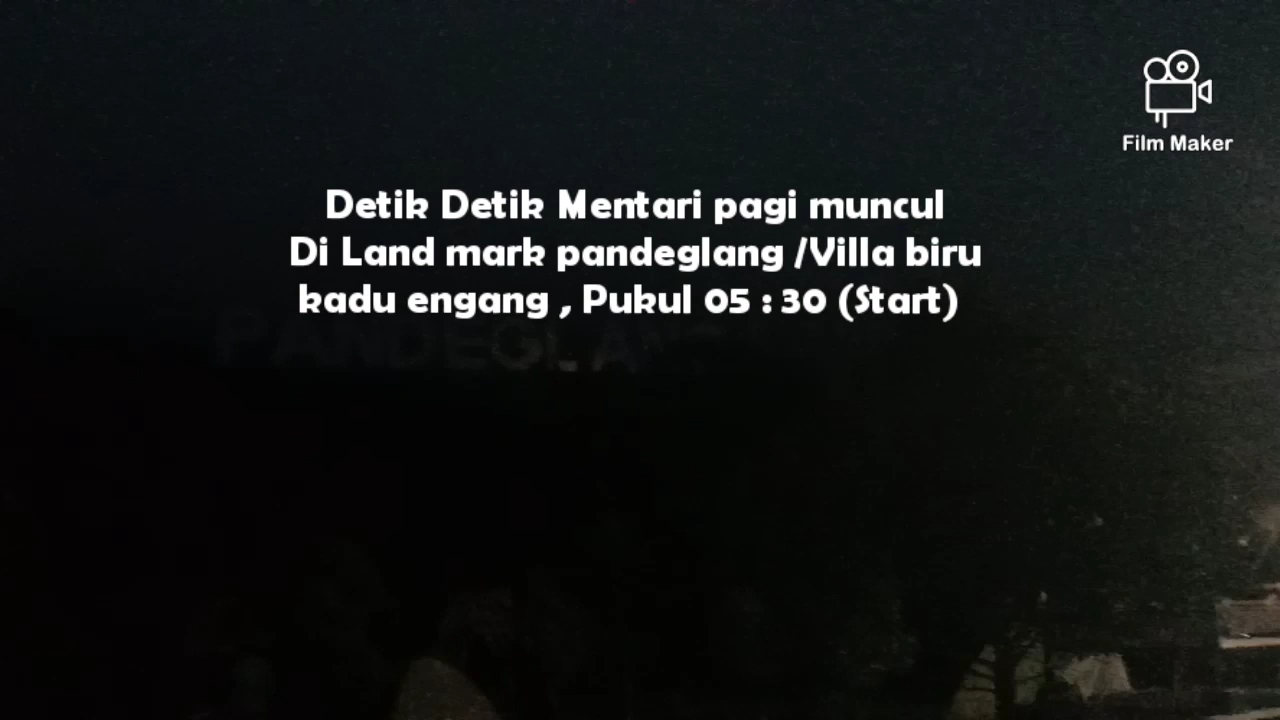 Film Maker
Detik Detik Mentari pagi muncul
Di Land mark pandeglang /Villa biru
kadu engang , Pukul 05 : 30 (Start)
PANDEGLANG